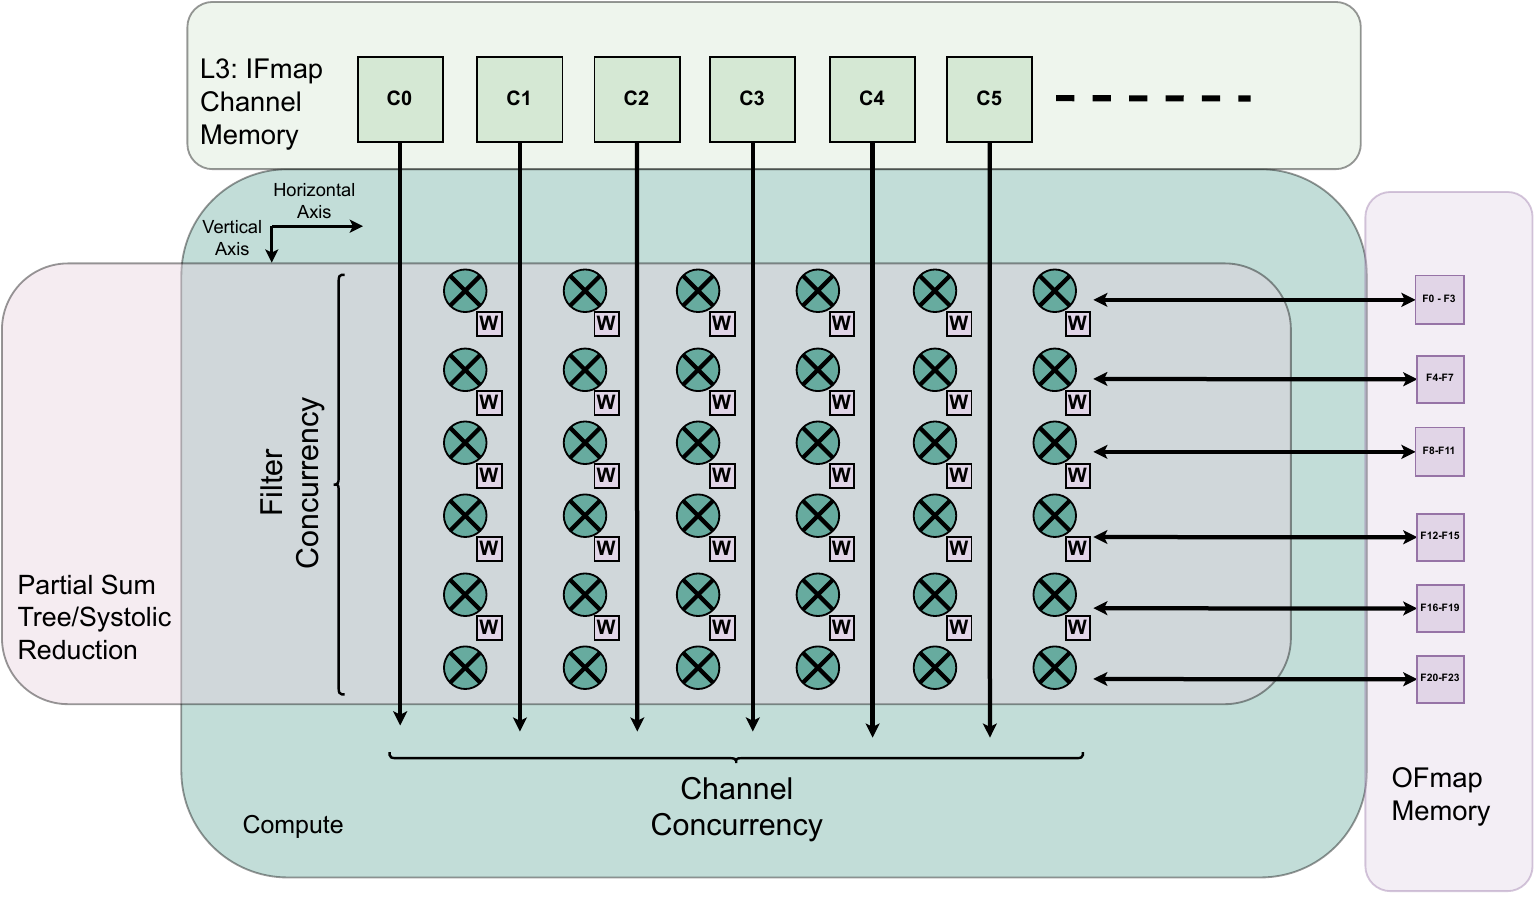 L3: IFmap
Channel
Memory
C0
C1
C2
C3
C4
C5
Horizontal
Axis
Vertical
Axis
Filter
Concurrency
W W W W W W
W W W W W W
W W W W W W
W W W W W W
W W W W W W
F0 - F3
F4-F7
F8-F11
F12-F15
F16-F19
F20-F23
Partial Sum
Tree/Systolic
Reduction
Channel
Concurrency
Compute
OFmap
Memory